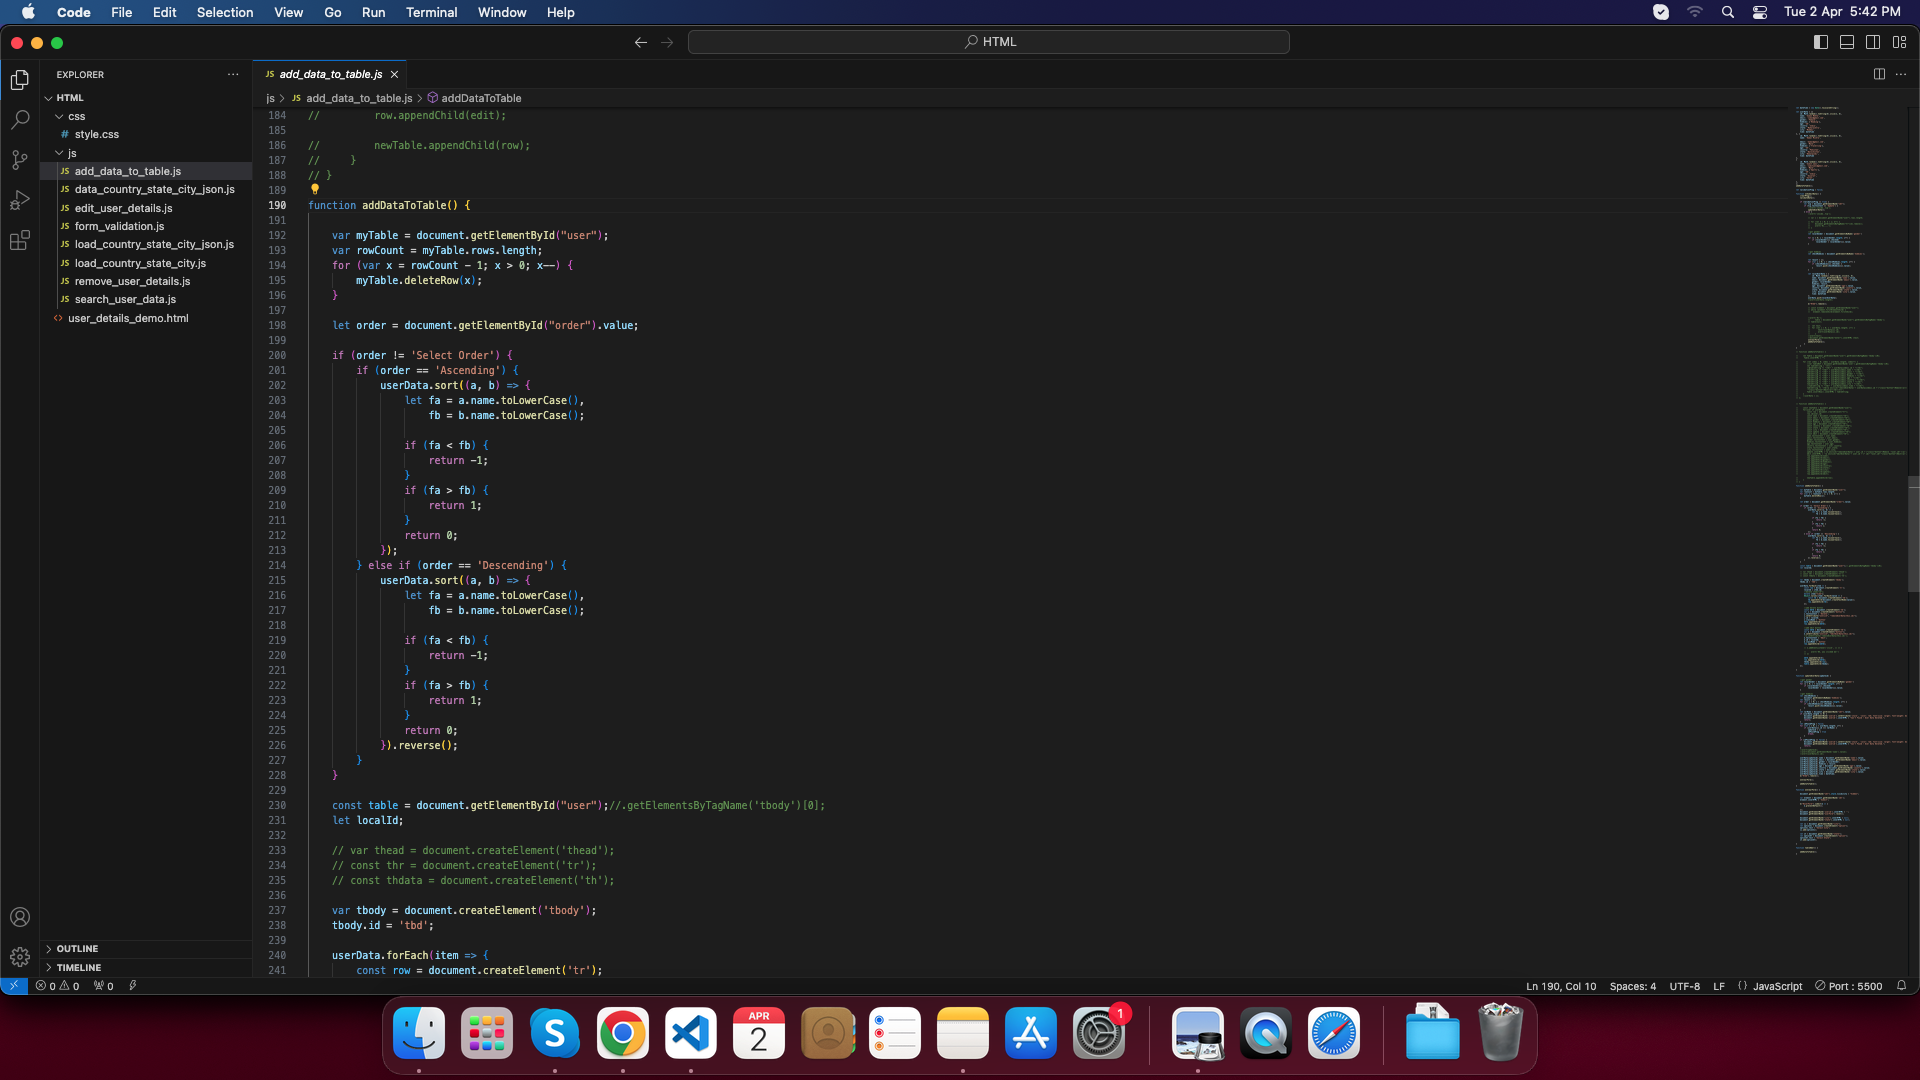 Code File Edit Selection View Go Run Terminal Window Help
Tue 2 Apr 5:42 PM
HTML
EXPLORER
HTML
css
# style.css
js
JS add_data_to_table.js
JS data_country_state_city_json.js
JS edit_user_details.js
JS form_validation.js
JS load_country_state_city_json.js
JS load_country_state_city.js
JS remove_user_details.js
JS search_user_data.js
<> user_details_demo.html
OUTLINE
TIMELINE
JS add_data_to_table.js
js > JS add_data_to_table.js > addDataToTable
184 // row.appendChild(edit);
185
186 // newTable.appendChild(row);
187 // }
188 // }
189
190 function addDataToTable() {
191
192 var myTable = document.getElementById("user");
193 var rowCount = myTable.rows.length;
194 for (var x = rowCount - 1; x > 0; x--) {
195 myTable.deleteRow(x);
196 }
197
198 let order = document.getElementById("order").value;
199
200 if (order != 'Select Order') {
201 if (order == 'Ascending') {
202 userData.sort((a, b) => {
203 let fa = a.name.toLowerCase(),
204 fb = b.name.toLowerCase();
205
206 if (fa < fb) {
207 return -1;
208 }
209 if (fa > fb) {
210 return 1;
211 }
212 return 0;
213 });
214 } else if (order == 'Descending') {
215 userData.sort((a, b) => {
216 let fa = a.name.toLowerCase(),
217 fb = b.name.toLowerCase();
218
219 if (fa < fb) {
220 return -1;
221 }
222 if (fa > fb) {
223 return 1;
224 }
225 return 0;
226 }).reverse();
227 }
228 }
229
230 const table = document.getElementById("user");//.getElementsByTagName('tbody')[0];
231 let localId;
232
233 // var thead = document.createElement('thead');
234 // const thr = document.createElement('tr');
235 // const thdata = document.createElement('th');
236
237 var tbody = document.createElement('tbody');
238 tbody.id = 'tbd';
239
240 userData.forEach(item => {
241 const row = document.createElement('tr');
0 0 0
Ln 190, Col 10 Spaces: 4 UTF-8 LF {} JavaScript Port : 5500
APR
2
1